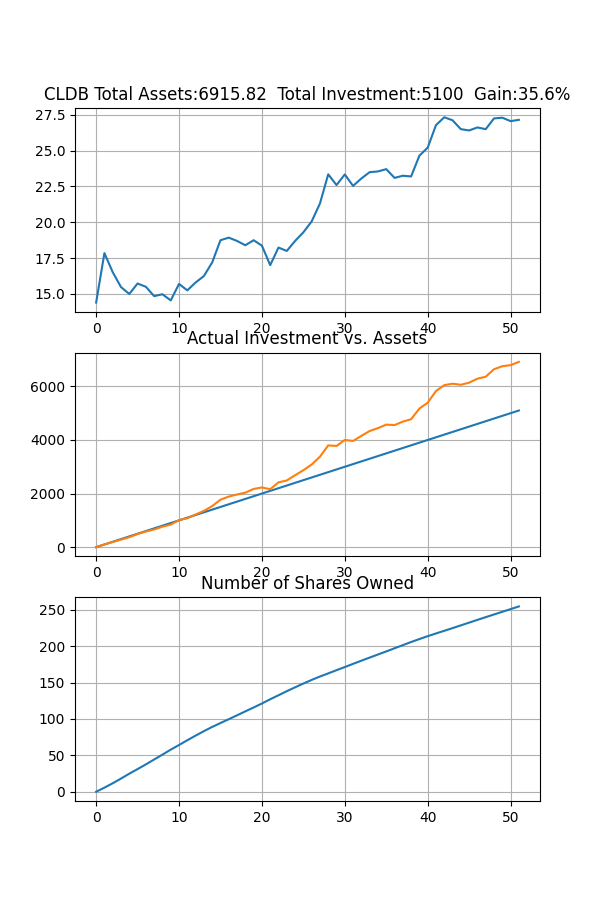 CLDB Total Assets:6915.82  Total Investment:5100  Gain:35.6%
27.5
25.0
22.5
20.0
17.5
15.0
0 10 20 30 40 50
Actual Investment vs. Assets
6000
4000
2000
0
0 10 20 30 40 50
Number of Shares Owned
250
200
150
100
50
0
0 10 20 30 40 50